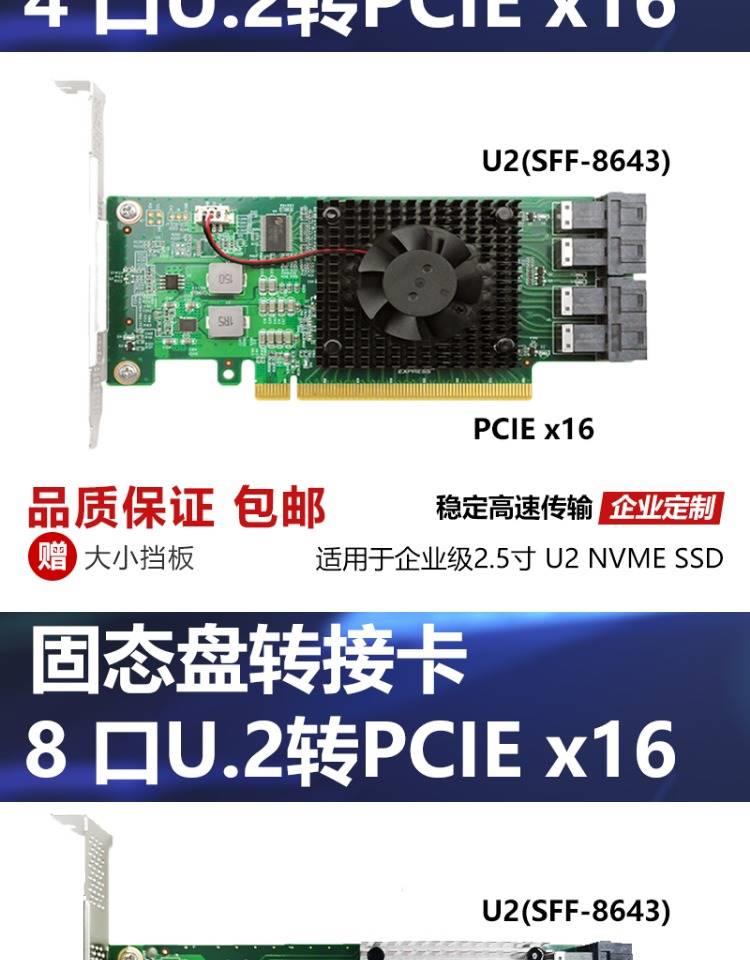 4 口U.2转PCIE x16
U2(SFF-8643)
150
1R5
EXPRESS
PCIE x16
品质保证 包邮
稳定高速传输 企业定制
赠 大小挡板
适用于企业级2.5寸 U2 NVME SSD
固态盘转接卡
8 口U.2转PCIE x16
U2(SFF-8643)